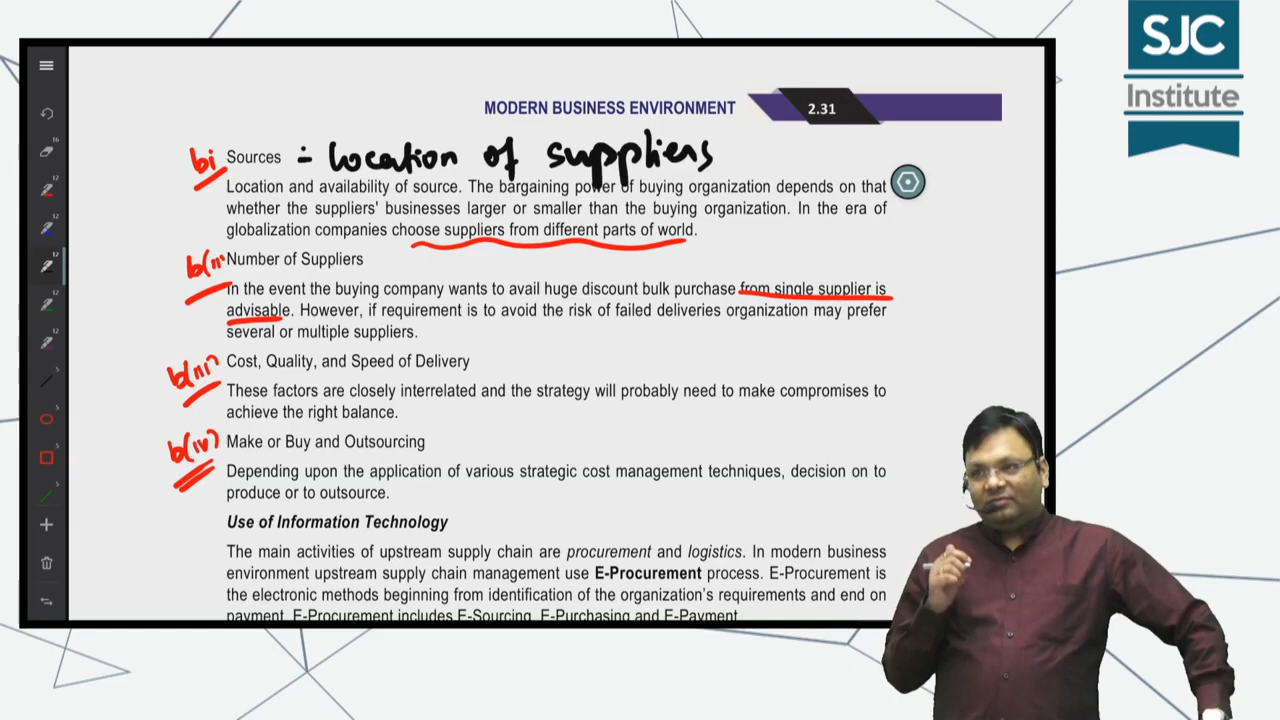 SJC
Institute
MODERN BUSINESS ENVIRONMENT 2.31
bi Sources = Location of suppliers
Location and availability of source. The bargaining power of buying organization depends on that
whether the suppliers' businesses larger or smaller than the buying organization. In the era of
globalization companies choose suppliers from different parts of world.
b(ii Number of Suppliers
In the event the buying company wants to avail huge discount bulk purchase from single supplier is
advisable. However, if requirement is to avoid the risk of failed deliveries organization may prefer
several or multiple suppliers.
b(iii) Cost, Quality, and Speed of Delivery
These factors are closely interrelated and the strategy will probably need to make compromises to
achieve the right balance.
b(iv) Make or Buy and Outsourcing
Depending upon the application of various strategic cost management techniques, decision on to
produce or to outsource.
Use of Information Technology
The main activities of upstream supply chain are procurement and logistics. In modern business
environment upstream supply chain management use E-Procurement process. E-Procurement is
the electronic methods beginning from identification of the organization's requirements and end on
payment. E-Procurement includes E-Sourcing, E-Purchasing and E-Payment.